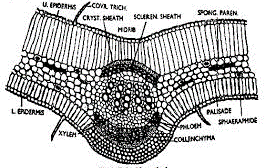 U. EPIDERMIS
COVR. TRICH.
CRYST. SHEATH
SCLEREN. SHEATH
SPONG. PAREN.
MIDRIB
L. EPIDERMIS
XYLEM
PHLOEM
COLLENCHYMA
PALISADE
SPHAERAPHIDE